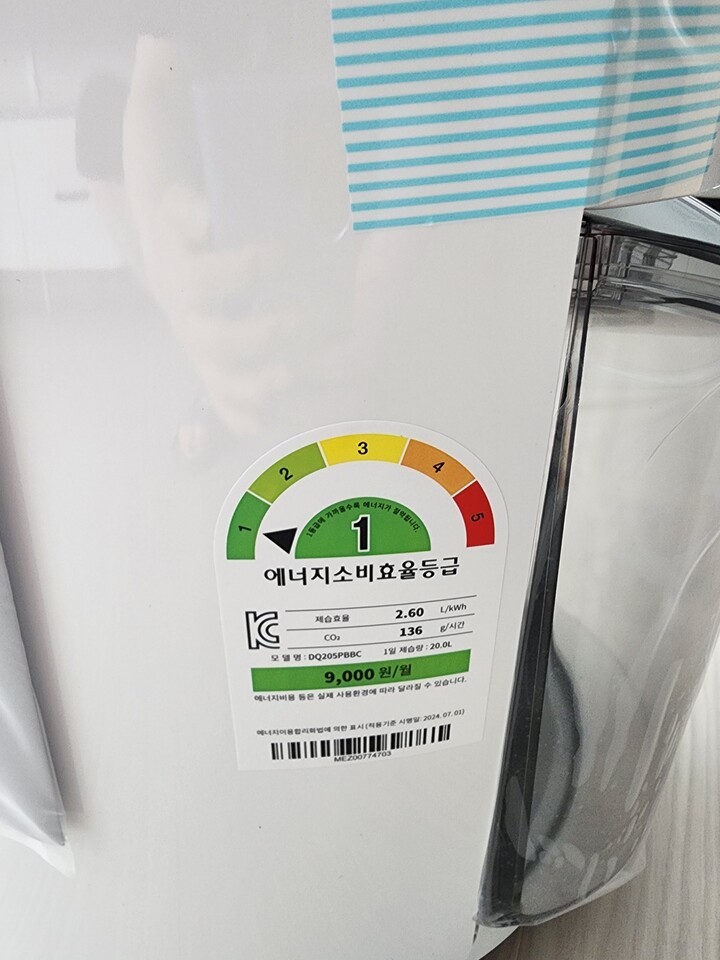 1 2 3 4 5
1등급에 가까울수록 에너지가 절약됩니다.
1
에너지소비효율등급
제습효율 2.60 L/kWh
CO₂ 136 g/시간
모 델 명 : DQ205PBBC 1일 제습량 : 20.0L
9,000 원/월
에너지비용 등은 실제 사용환경에 따라 달라질 수 있습니다.
에너지이용합리화법에 의한 표시 (적용기준 시행일: 2024. 07. 01)
MEZ00774703